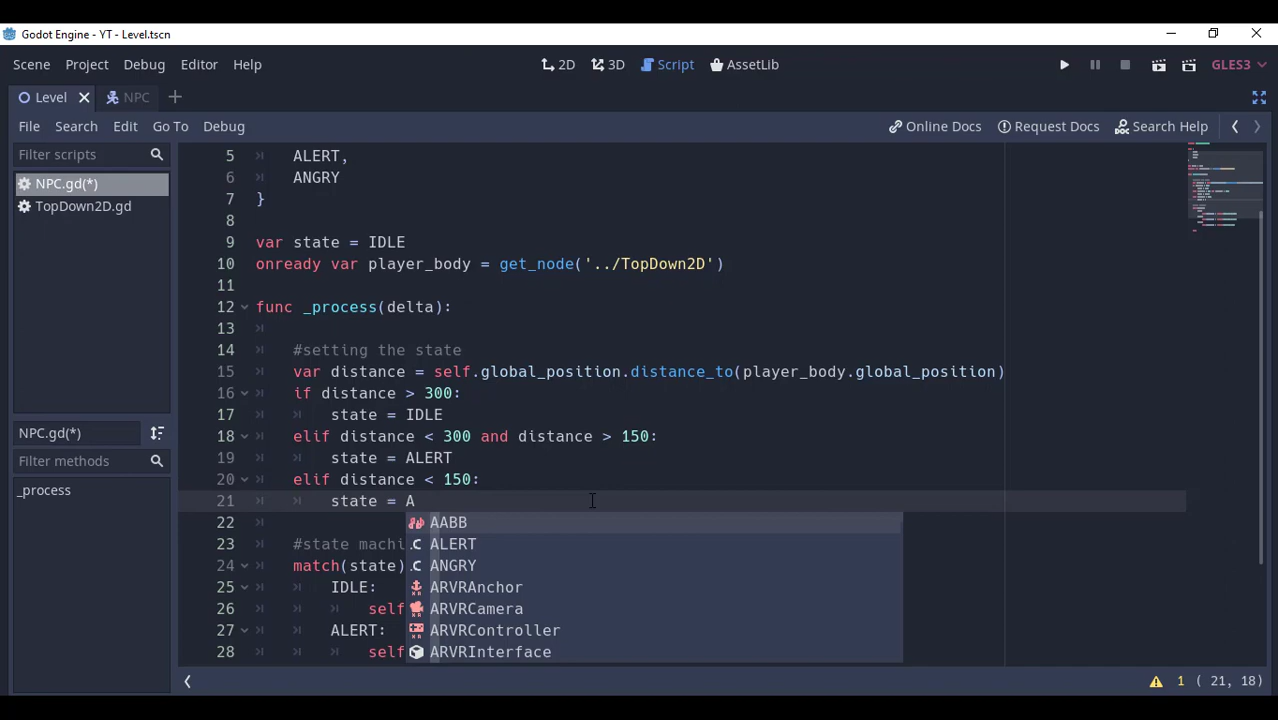 Godot Engine - YT - Level.tscn
Scene Project Debug Editor Help 2D 3D Script AssetLib GLES3
Level NPC
File Search Edit Go To Debug Online Docs Request Docs Search Help
Filter scripts
NPC.gd(*)
TopDown2D.gd
NPC.gd(*)
Filter methods
_process
5 ALERT,
6 ANGRY
7 }
8
9 var state = IDLE
10 onready var player_body = get_node('../TopDown2D')
11
12 func _process(delta):
13
14 #setting the state
15 var distance = self.global_position.distance_to(player_body.global_position)
16 if distance > 300:
17 state = IDLE
18 elif distance < 300 and distance > 150:
19 state = ALERT
20 elif distance < 150:
21 state = A
22 AABB
23 #state machi ALERT
24 match(state) ANGRY
25 IDLE: ARVRAnchor
26 self ARVRCamera
27 ALERT: ARVRController
28 self ARVRInterface
1 ( 21, 18)